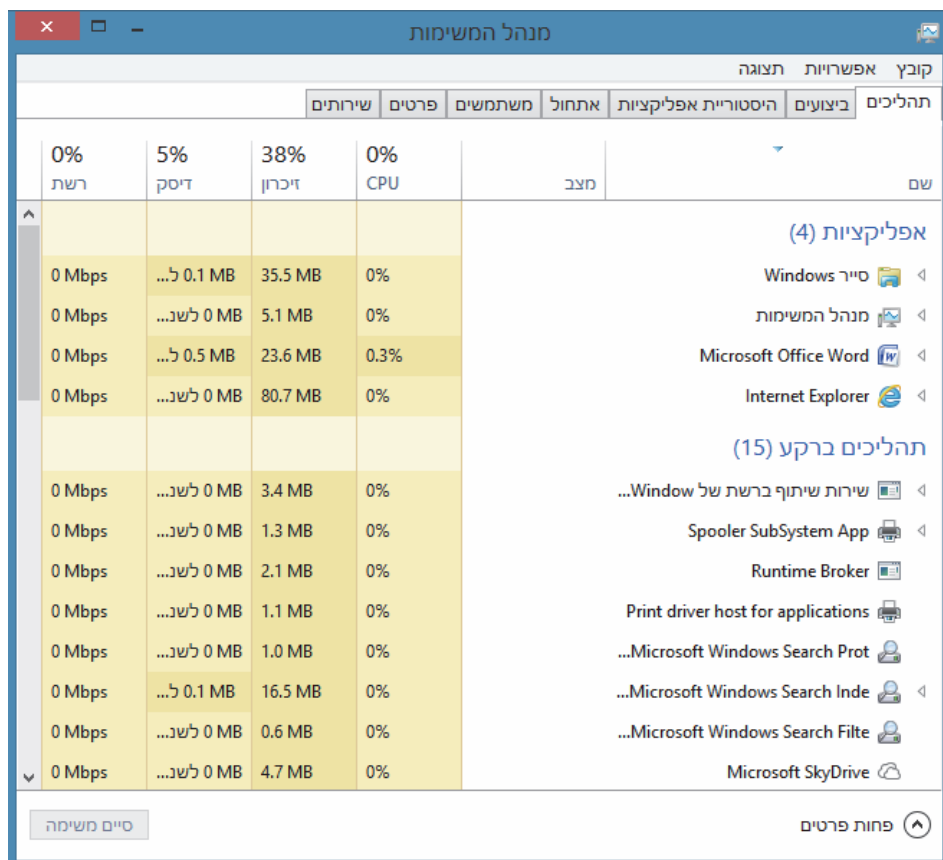 מנהל המשימות
קובץ אפשרויות תצוגה
תהליכים ביצועים היסטוריית אפליקציות אתחול משתמשים פרטים שירותים
0% 38% 5% 0%
שם מצב CPU זיכרון דיסק רשת
אפליקציות (4)
סייר Windows 0% 35.5 MB 0.1 MB ל... 0 Mbps
מנהל המשימות 0% 5.1 MB 0 MB לשנ... 0 Mbps
Microsoft Office Word 0.3% 23.6 MB 0.5 MB ל... 0 Mbps
Internet Explorer 0% 80.7 MB 0 MB לשנ... 0 Mbps
תהליכים ברקע (15)
שירות שיתוף ברשת של Window... 0% 3.4 MB 0 MB לשנ... 0 Mbps
Spooler SubSystem App 0% 1.3 MB 0 MB לשנ... 0 Mbps
Runtime Broker 0% 2.1 MB 0 MB לשנ... 0 Mbps
Print driver host for applications 0% 1.1 MB 0 MB לשנ... 0 Mbps
Microsoft Windows Search Prot... 0% 1.0 MB 0 MB לשנ... 0 Mbps
Microsoft Windows Search Inde... 0% 16.5 MB 0.1 MB ל... 0 Mbps
Microsoft Windows Search Filte... 0% 0.6 MB 0 MB לשנ... 0 Mbps
Microsoft SkyDrive 0% 4.7 MB 0 MB לשנ... 0 Mbps
פחות פרטים סיים משימה